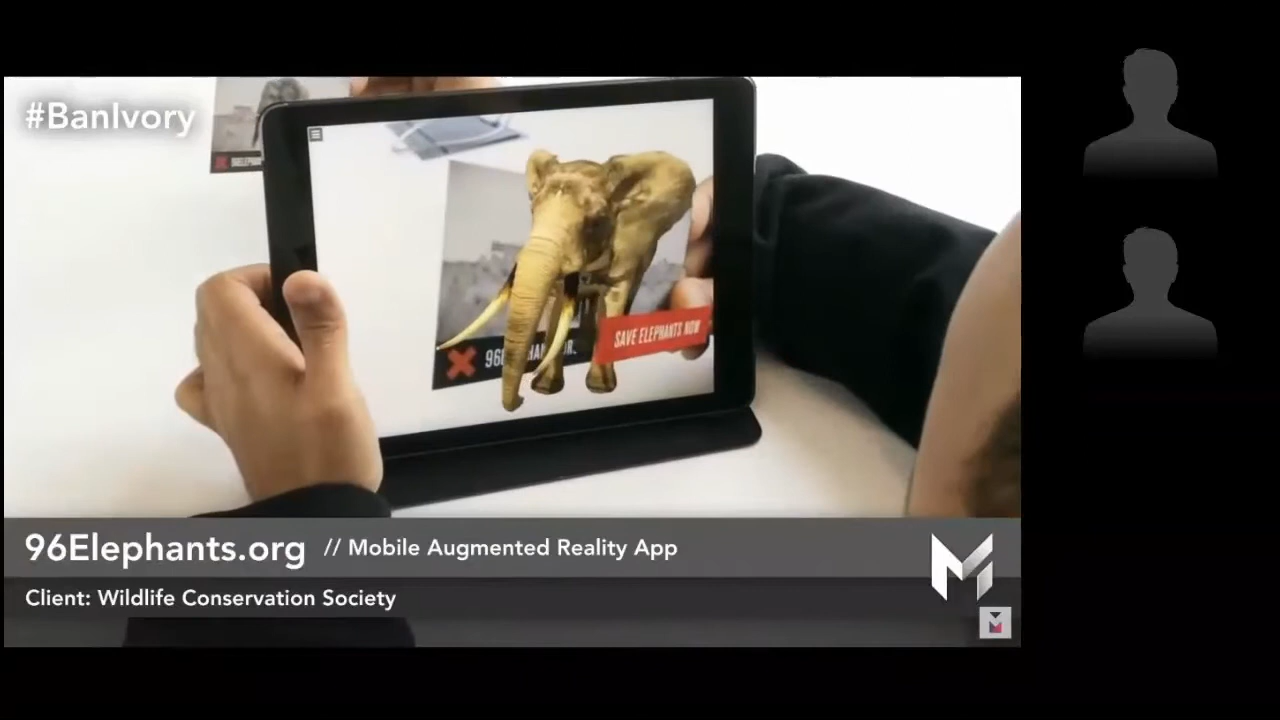 #BanIvory
SAVE ELEPHANTS NOW
96Elephants.org // Mobile Augmented Reality App
Client: Wildlife Conservation Society